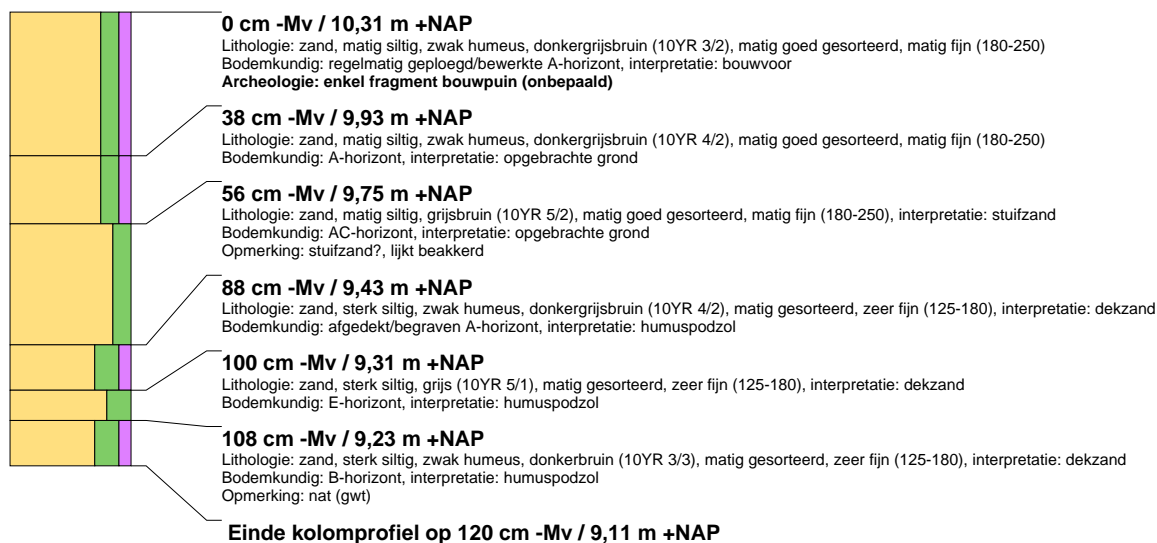 0 cm -Mv / 10,31 m +NAP
Lithologie: zand, matig siltig, zwak humeus, donkergrijsbruin (10YR 3/2), matig goed gesorteerd, matig fijn (180-250)
Bodemkundig: regelmatig geploegd/bewerkte A-horizont, interpretatie: bouwvoor
Archeologie: enkel fragment bouwpuin (onbepaald)
38 cm -Mv / 9,93 m +NAP
Lithologie: zand, matig siltig, zwak humeus, donkergrijsbruin (10YR 4/2), matig goed gesorteerd, matig fijn (180-250)
Bodemkundig: A-horizont, interpretatie: opgebrachte grond
56 cm -Mv / 9,75 m +NAP
Lithologie: zand, matig siltig, grijsbruin (10YR 5/2), matig goed gesorteerd, matig fijn (180-250), interpretatie: stuifzand
Bodemkundig: AC-horizont, interpretatie: opgebrachte grond
Opmerking: stuifzand?, lijkt beakkerd
88 cm -Mv / 9,43 m +NAP
Lithologie: zand, sterk siltig, zwak humeus, donkergrijsbruin (10YR 4/2), matig gesorteerd, zeer fijn (125-180), interpretatie: dekzand
Bodemkundig: afgedekt/begraven A-horizont, interpretatie: humuspodzol
100 cm -Mv / 9,31 m +NAP
Lithologie: zand, sterk siltig, grijs (10YR 5/1), matig gesorteerd, zeer fijn (125-180), interpretatie: dekzand
Bodemkundig: E-horizont, interpretatie: humuspodzol
108 cm -Mv / 9,23 m +NAP
Lithologie: zand, sterk siltig, zwak humeus, donkerbruin (10YR 3/3), matig gesorteerd, zeer fijn (125-180), interpretatie: dekzand
Bodemkundig: B-horizont, interpretatie: humuspodzol
Opmerking: nat (gwt)
Einde kolomprofiel op 120 cm -Mv / 9,11 m +NAP